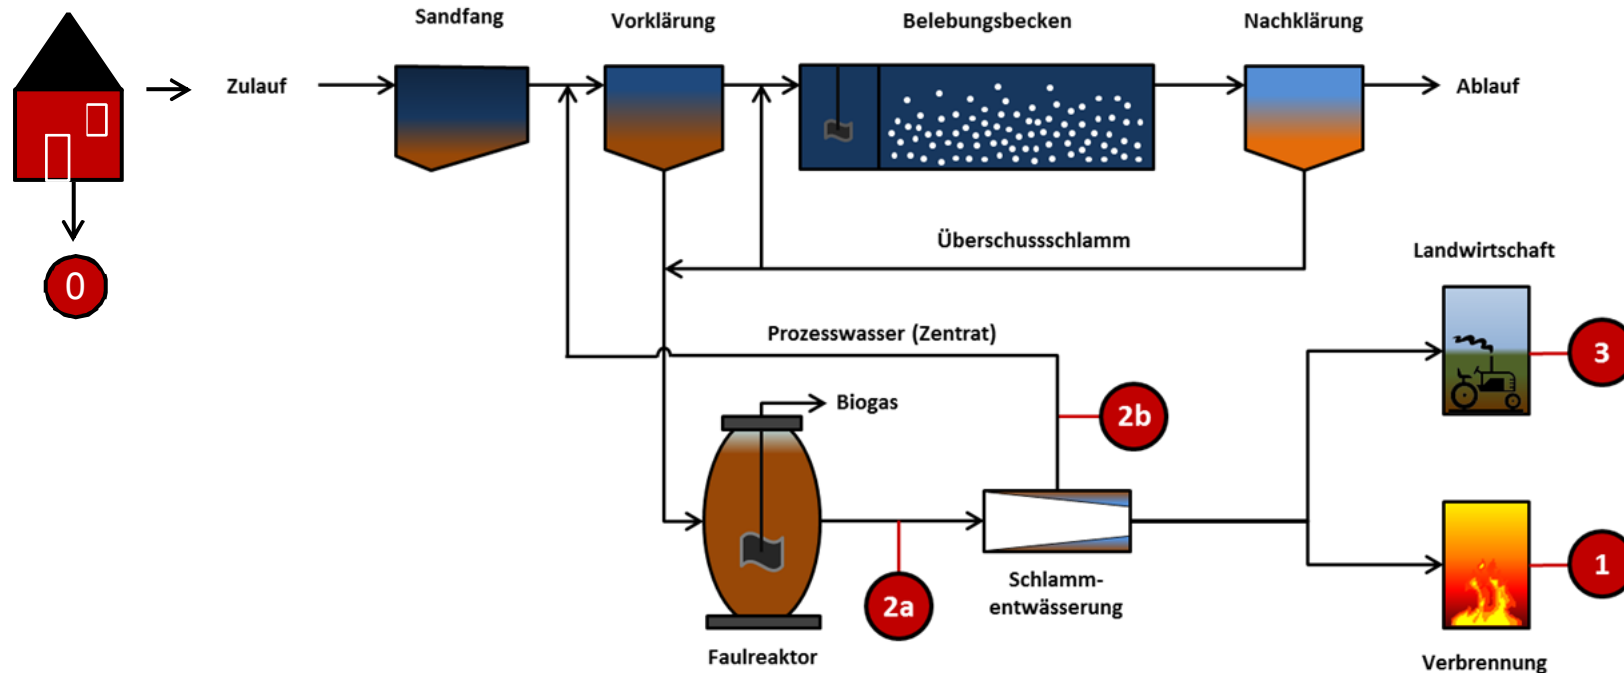 Sandfang
Vorklärung
Belebungsbecken
Nachklärung
Zulauf
Ablauf
0
Überschussschlamm
Landwirtschaft
Prozesswasser (Zentrat)
3
Biogas
2b
1
Schlamm-
entwässerung
2a
Faulreaktor
Verbrennung